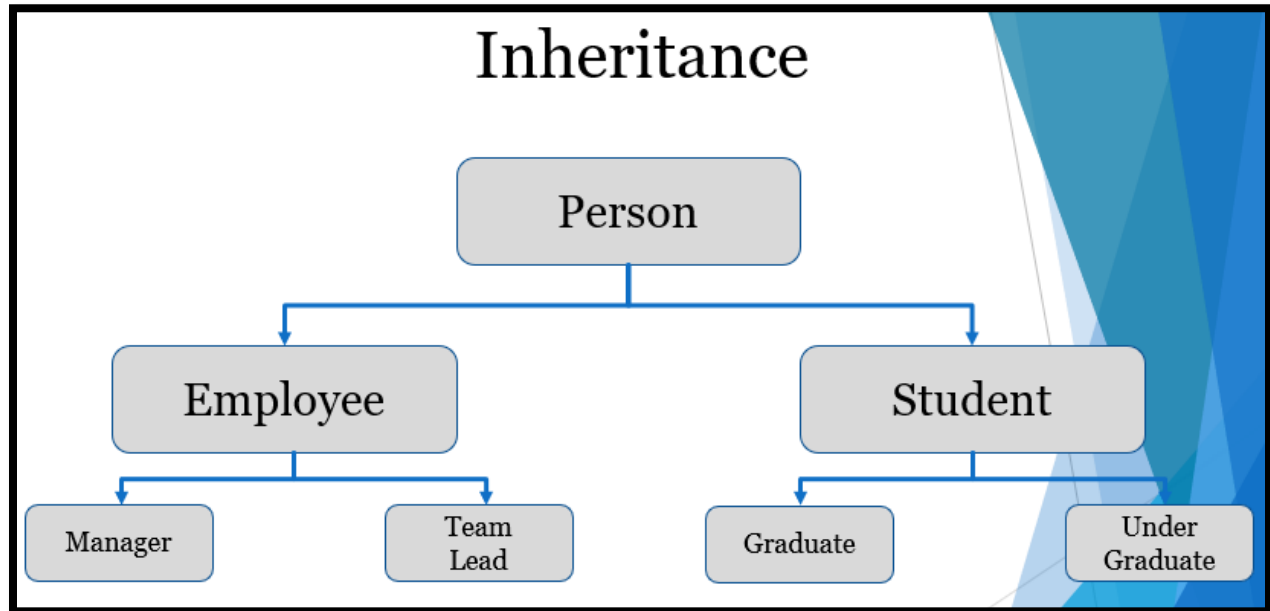 Inheritance
Person
Employee
Student
Manager
Team
Lead
Graduate
Under
Graduate